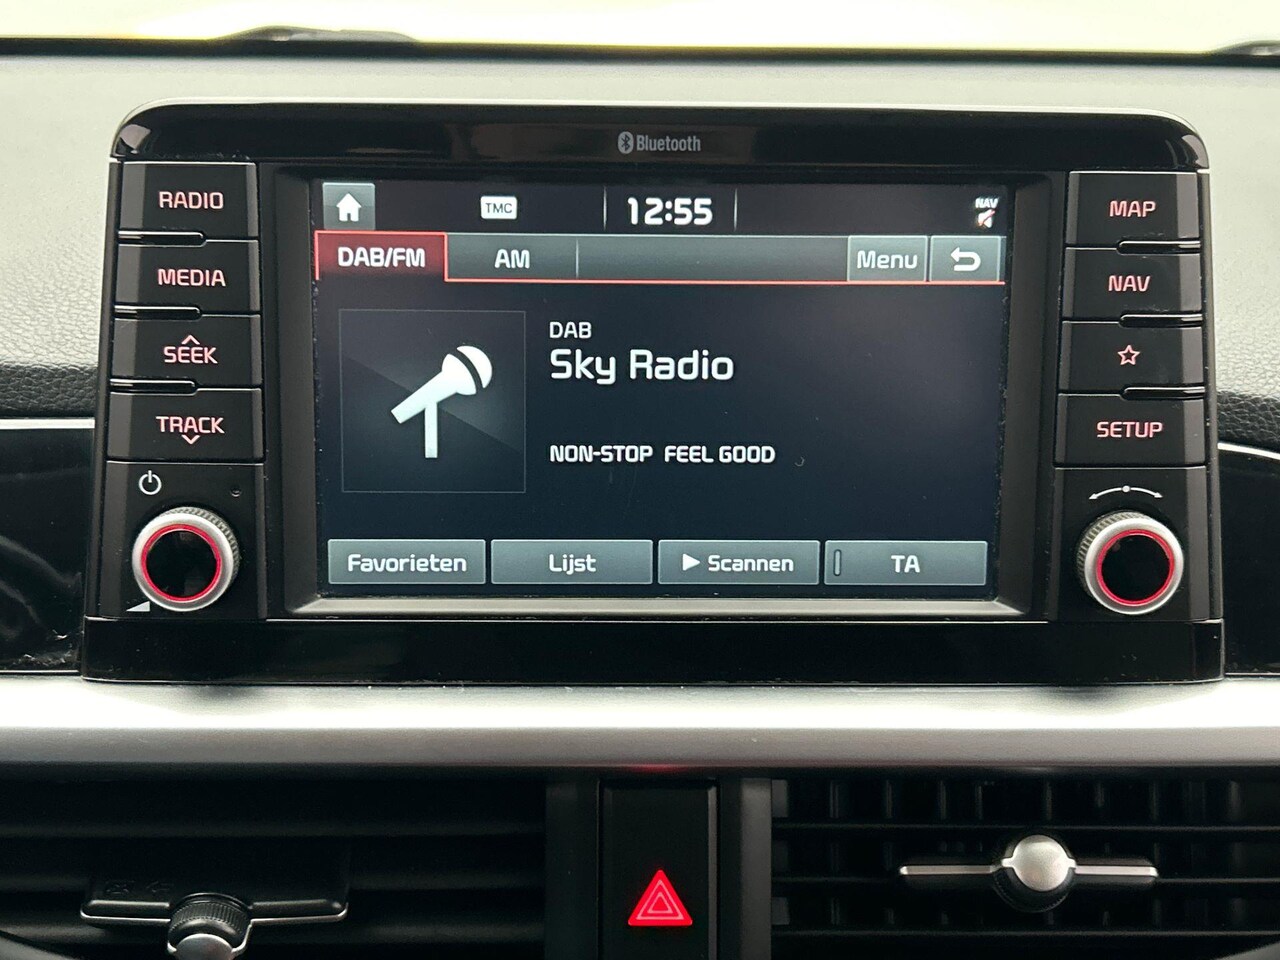 Bluetooth
RADIO
MEDIA
SEEK
TRACK
TMC
12:55
NAV
DAB/FM
AM
Menu
DAB
Sky Radio
NON-STOP FEEL GOOD
Favorieten
Lijst
Scannen
TA
MAP
NAV
SETUP